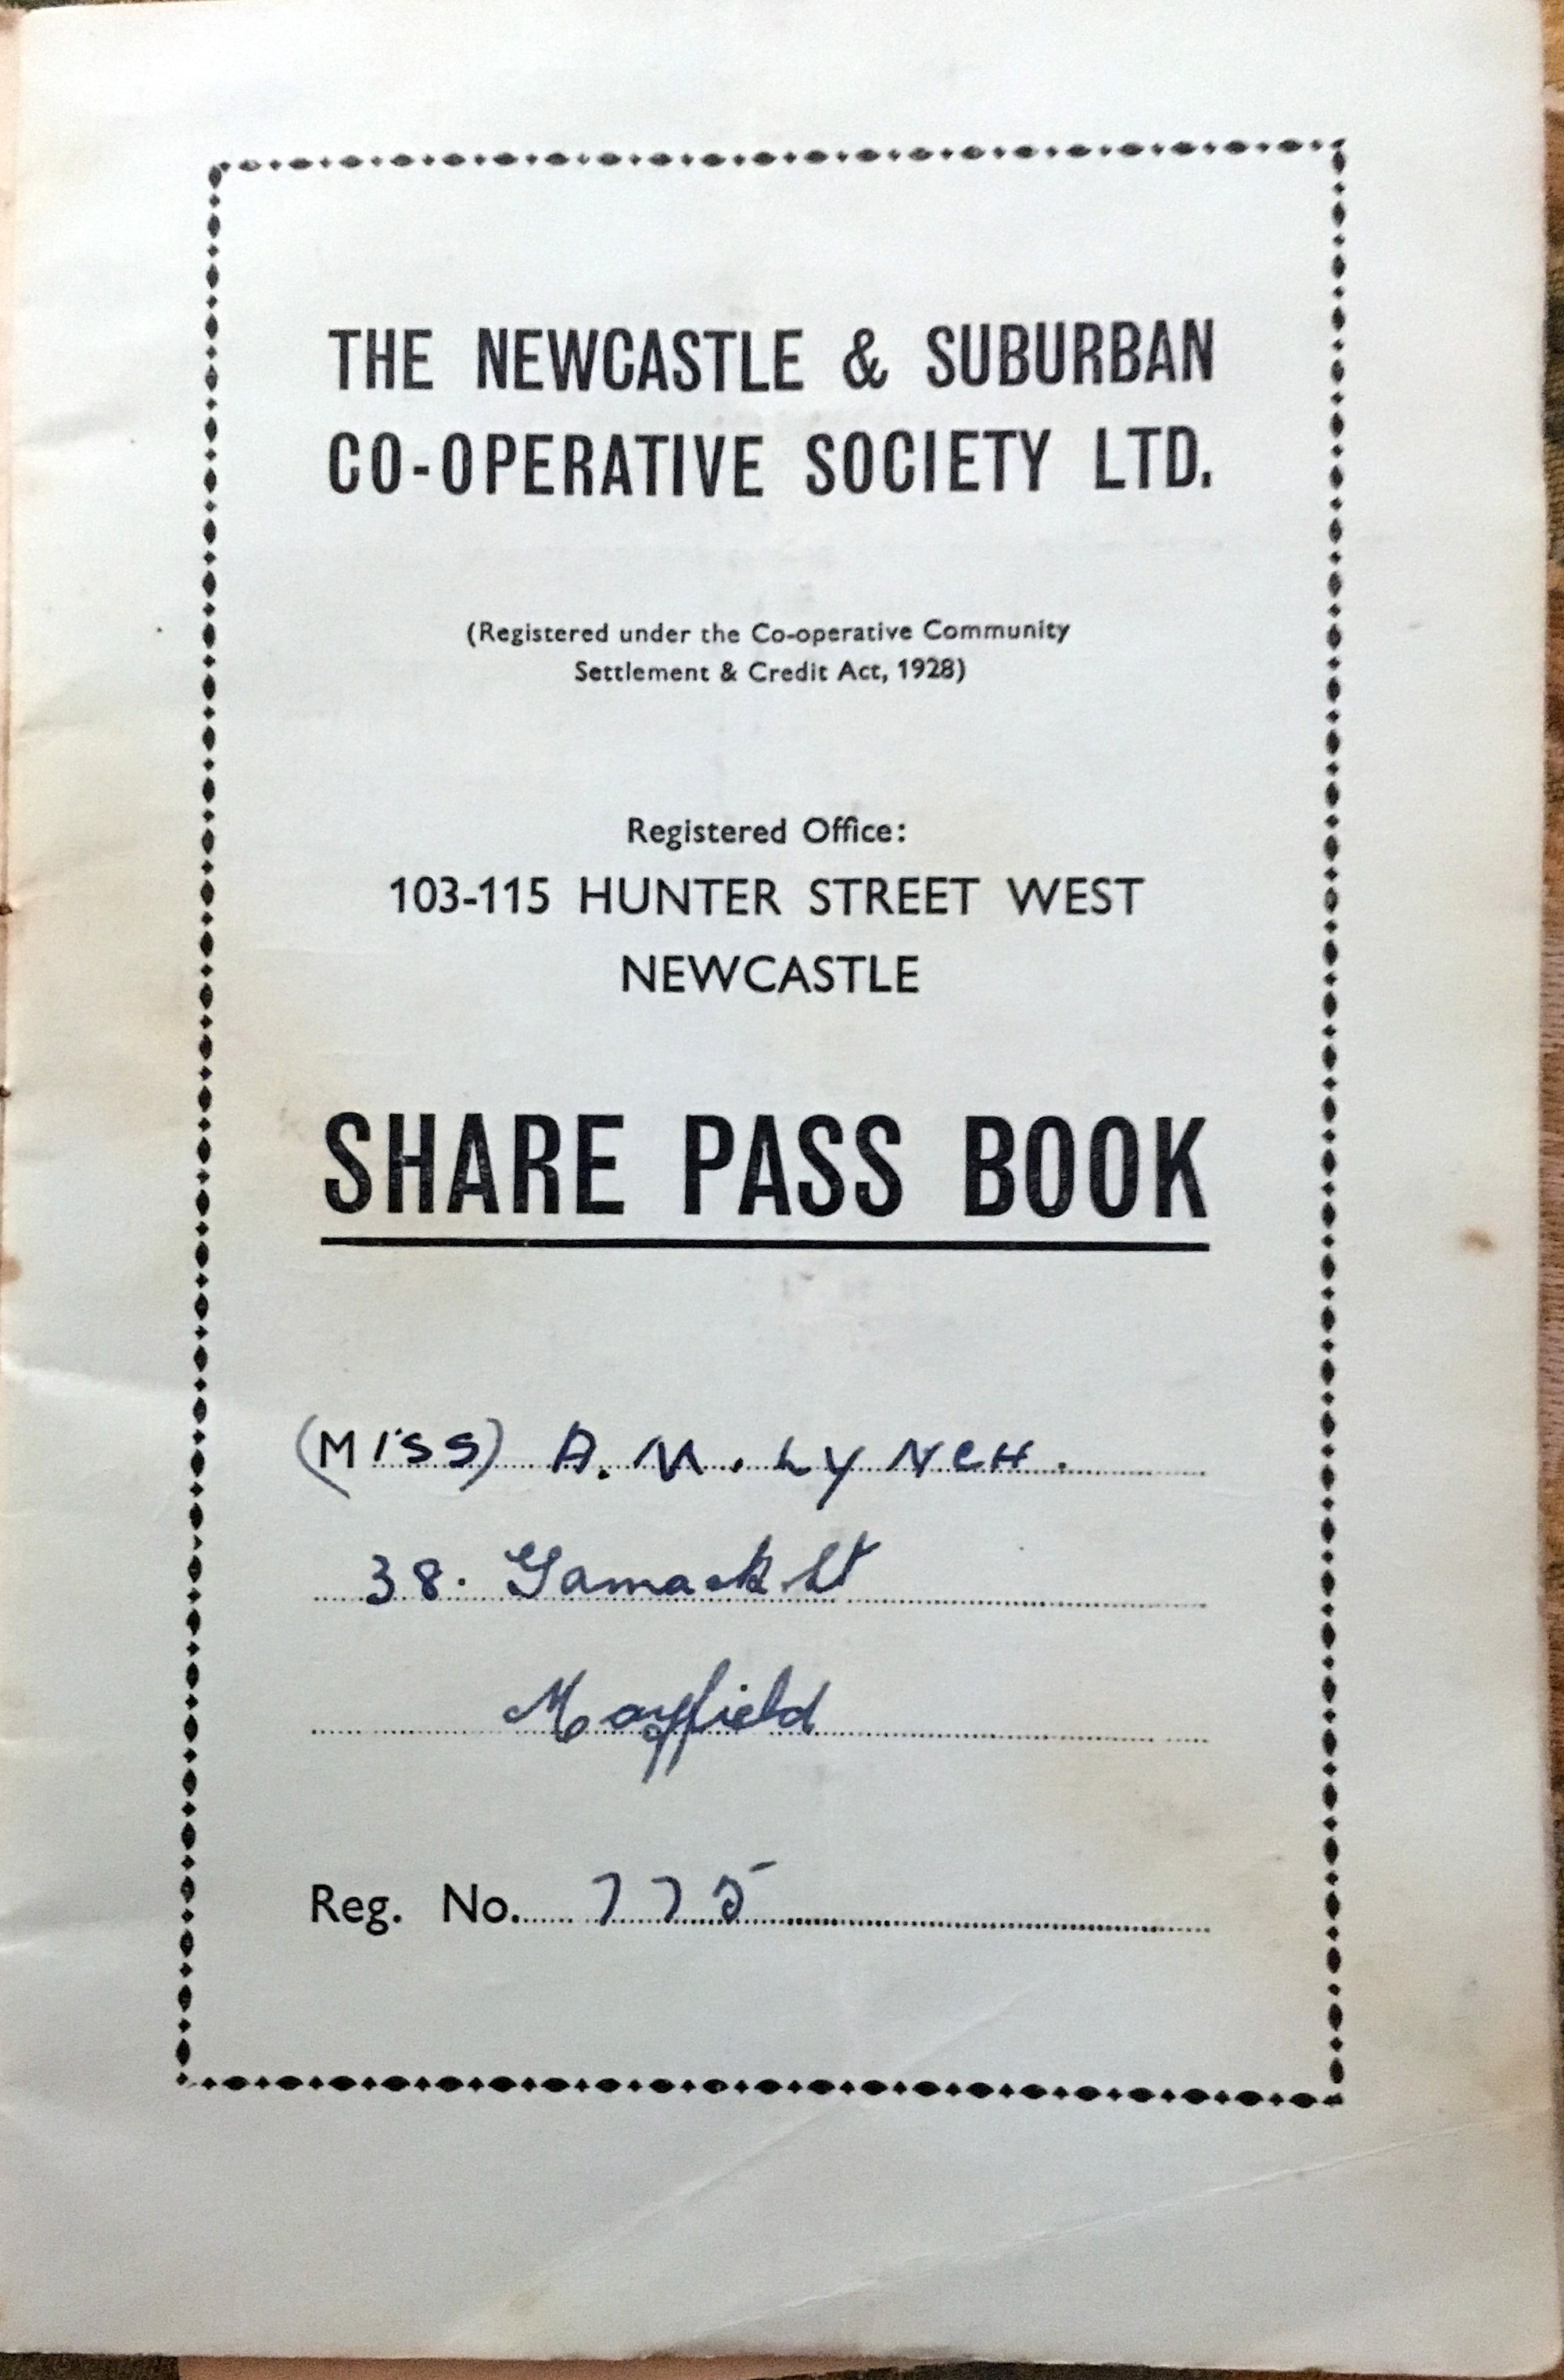 THE NEWCASTLE & SUBURBAN
CO-OPERATIVE SOCIETY LTD.
(Registered under the Co-operative Community
Settlement & Credit Act, 1928)
Registered Office:
103-115 HUNTER STREET WEST
NEWCASTLE
SHARE PASS BOOK
(MISS) A. M. LYNCH.
38. Gamack St
Mayfield
Reg. No. 775